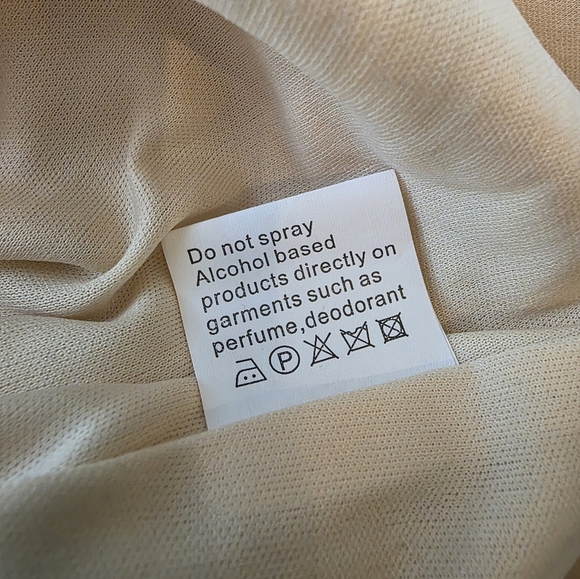 Do not spray
Alcohol based
products directly on
garments such as
perfume,deodorant
P